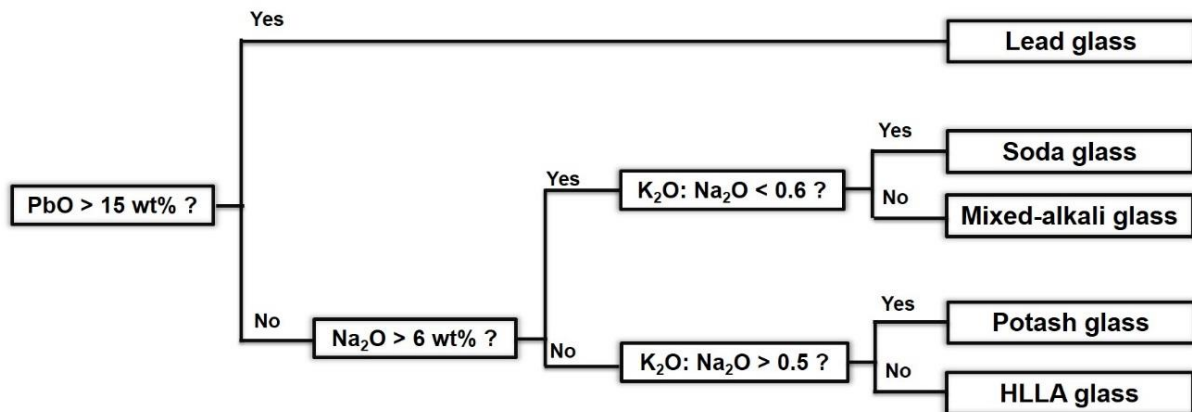 Yes
Lead glass
PbO > 15 wt% ?
No
Na₂O > 6 wt% ?
Yes
K₂O: Na₂O < 0.6 ?
Yes
Soda glass
No
Mixed-alkali glass
No
K₂O: Na₂O > 0.5 ?
Yes
Potash glass
No
HLLA glass